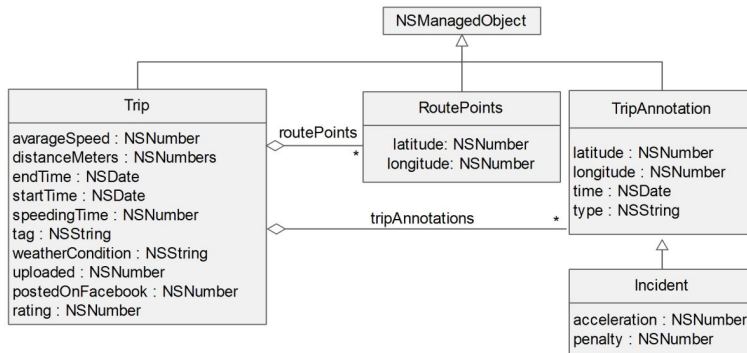 NSManagedObject
Trip
avarageSpeed : NSNumber
distanceMeters : NSNumbers
endTime : NSDate
startTime : NSDate
speedingTime : NSNumber
tag : NSString
weatherCondition : NSString
uploaded : NSNumber
postedOnFacebook : NSNumber
rating : NSNumber
routePoints
*
RoutePoints
latitude: NSNumber
longitude: NSNumber
tripAnnotations
*
TripAnnotation
latitude : NSNumber
longitude : NSNumber
time : NSDate
type : NSString
Incident
acceleration : NSNumber
penalty : NSNumber